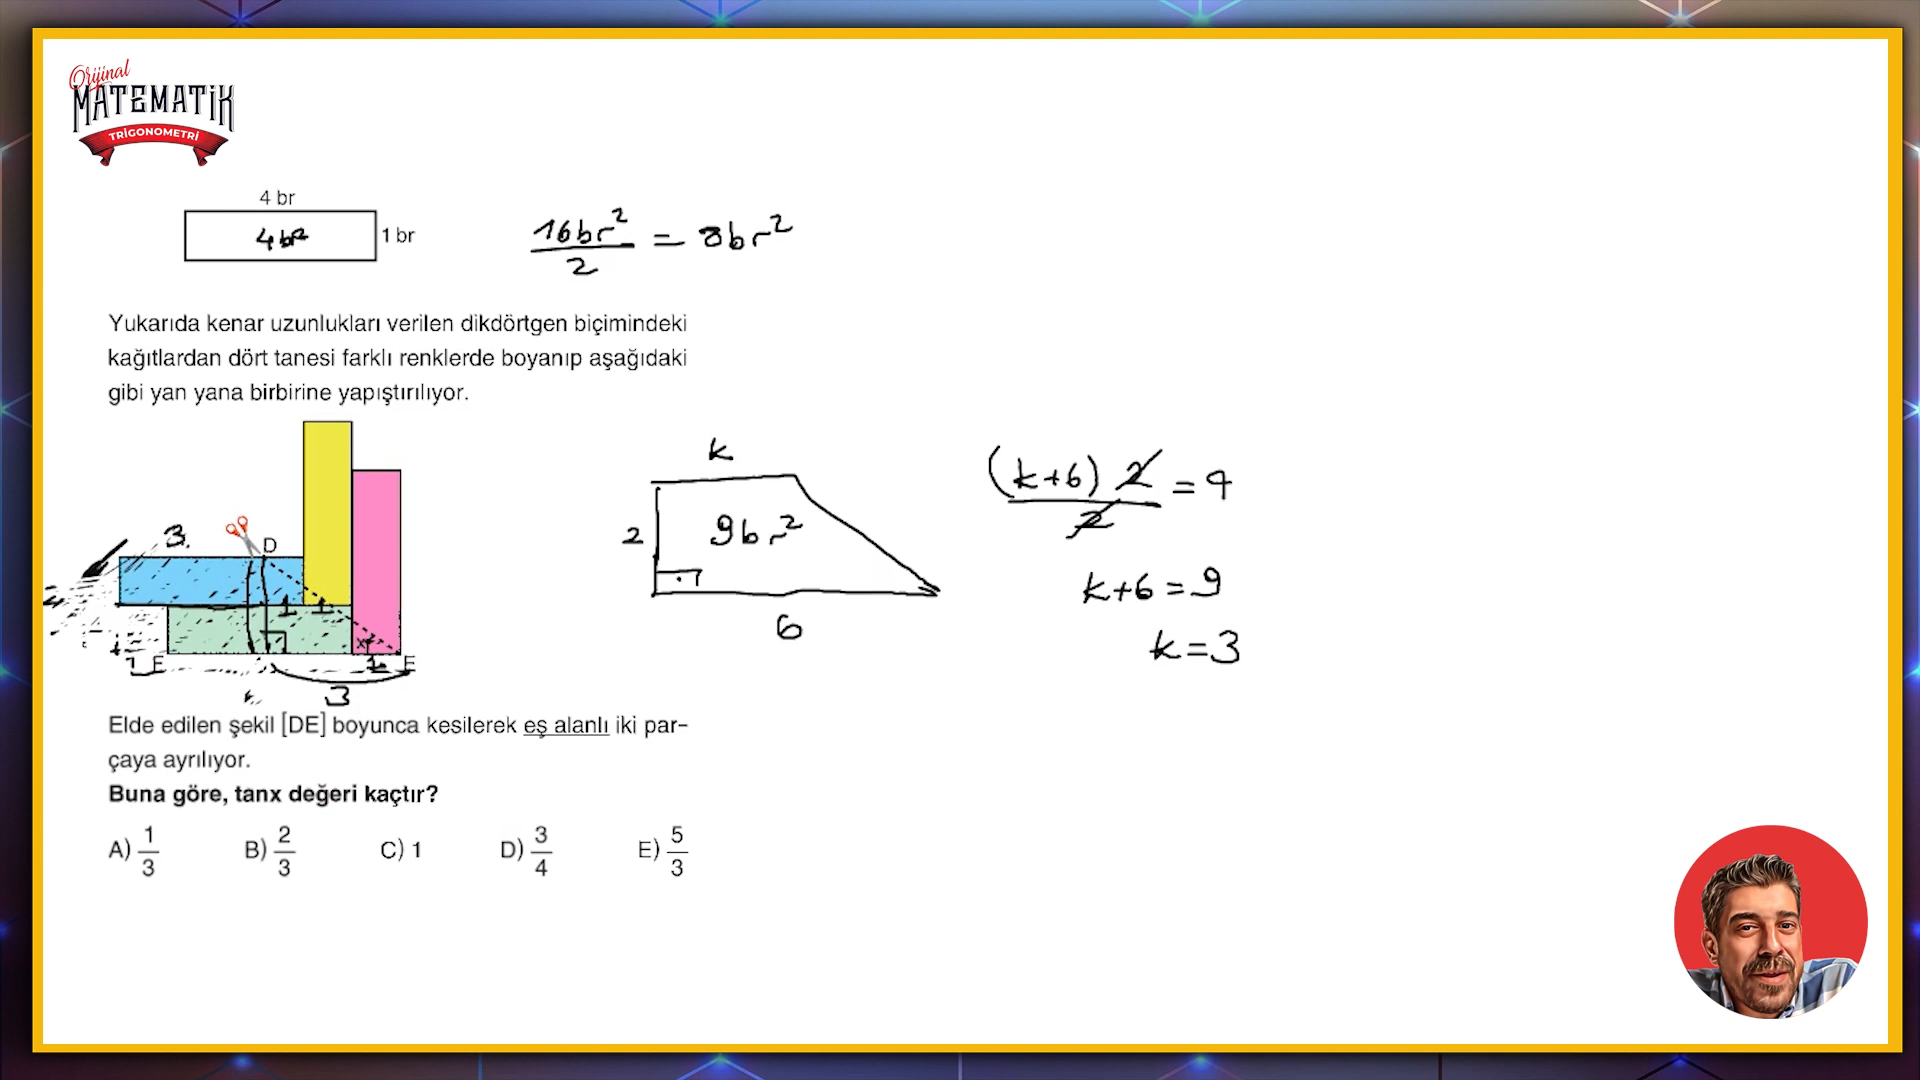 Orijinal
MATEMATİK
TRİGONOMETRİ
4 br
4br²
1 br
16br²/2 = 8br²
Yukarıda kenar uzunlukları verilen dikdörtgen biçimindeki
kağıtlardan dört tanesi farklı renklerde boyanıp aşağıdaki
gibi yan yana birbirine yapıştırılıyor.
3
D
1 1
x
1
E
F
1
3
k
2
9br²
6
(k+6) 2/2 = 9
k+6=9
k=3
Elde edilen şekil [DE] boyunca kesilerek eş alanlı iki par-
çaya ayrılıyor.
Buna göre, tanx değeri kaçtır?
A) 1/3 B) 2/3 C) 1 D) 3/4 E) 5/3